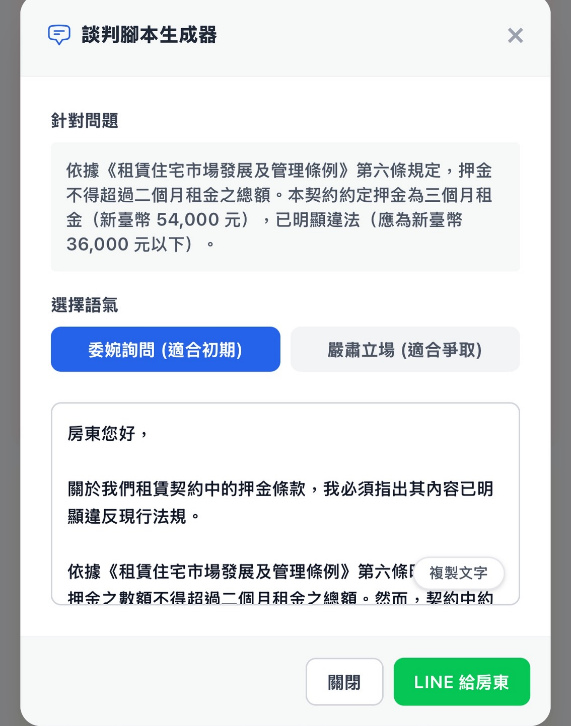 談判腳本生成器
針對問題
依據《租賃住宅市場發展及管理條例》第六條規定，押金
不得超過二個月租金之總額。本契約約定押金為三個月租
金（新臺幣 54,000 元），已明顯違法（應為新臺幣
36,000 元以下）。
選擇語氣
委婉詢問 (適合初期)
嚴肅立場 (適合爭取)
房東您好，
關於我們租賃契約中的押金條款，我必須指出其內容已明
顯違反現行法規。
依據《租賃住宅市場發展及管理條例》第六條
複製文字
押金之數額不得超過二個月租金之總額。然而，契約中約
關閉
LINE 給房東